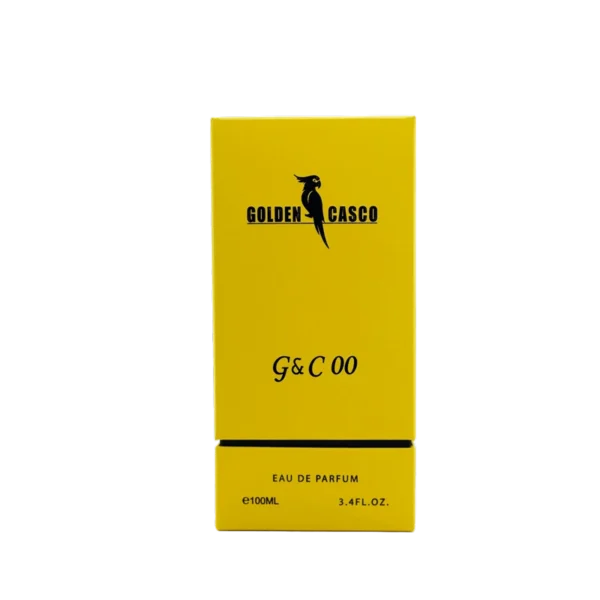 GOLDEN CASCO
G&C 00
EAU DE PARFUM
℮100ML 3.4FL.OZ.